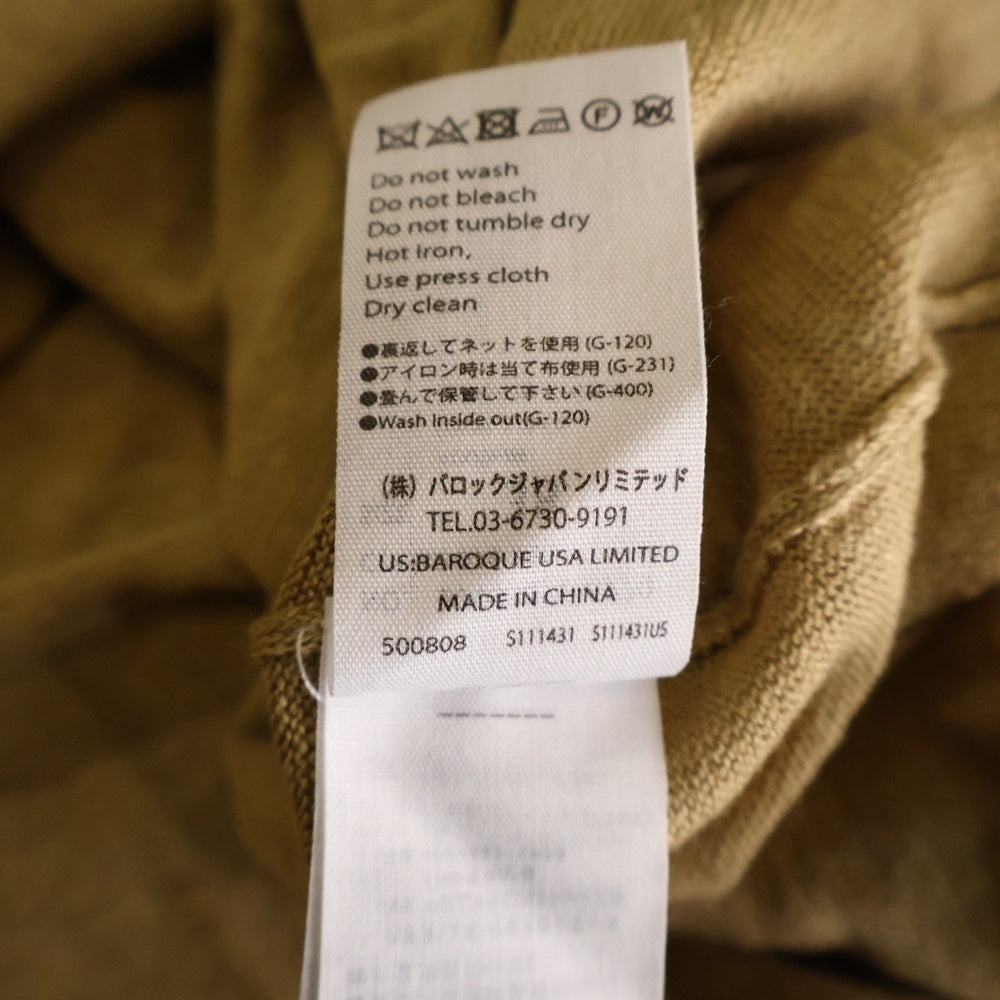 Do not wash
Do not bleach
Do not tumble dry
Hot iron,
Use press cloth
Dry clean
●裏返してネットを使用 (G-120)
●アイロン時は当て布使用 (G-231)
●畳んで保管して下さい (G-400)
●Wash inside out(G-120)
(株) バロックジャパンリミテッド
TEL.03-6730-9191
US:BAROQUE USA LIMITED
MADE IN CHINA
500808 S111431 S111431US